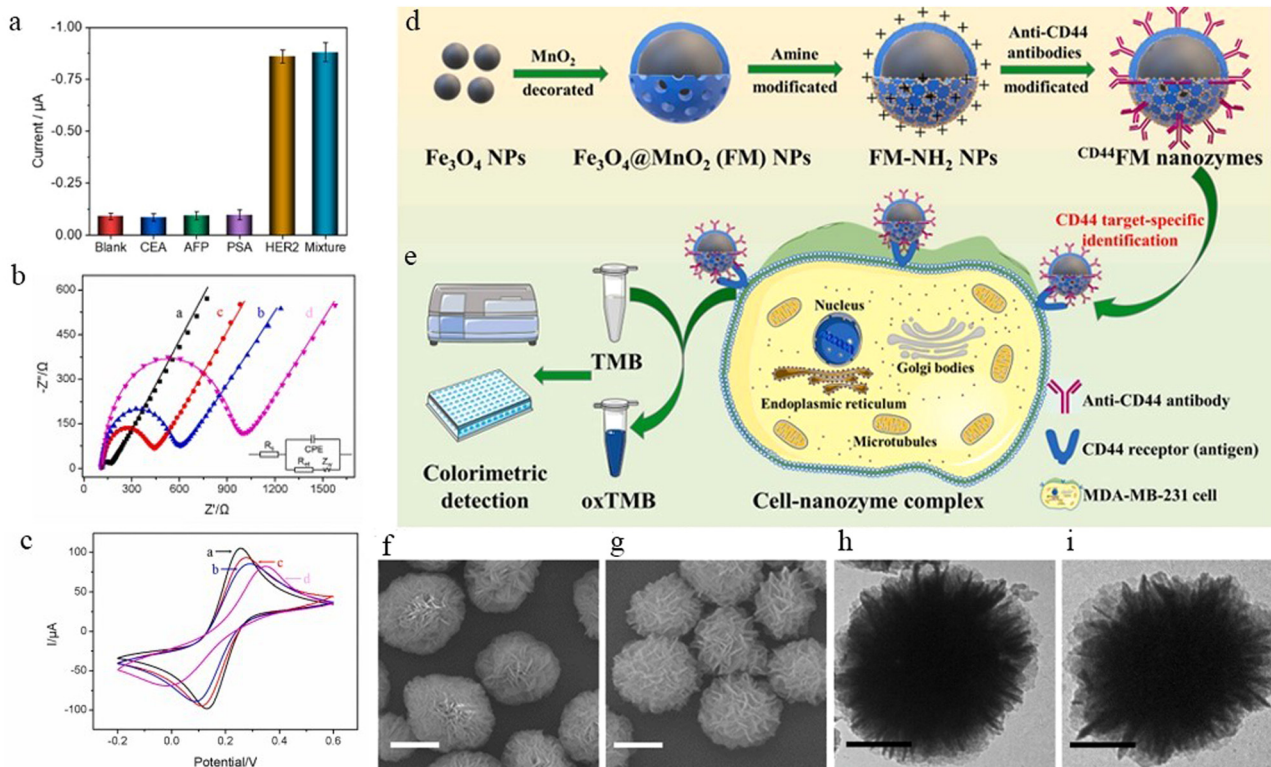 a
-1.00
-0.75
-0.50
-0.25
0.00
Current / µA
Blank CEA AFP PSA HER2 Mixture
b
600
450
300
150
0
-Z''/Ω
a c b d
CPE
0 300 600 900 1200 1500
Z'/Ω
c
100
50
0
-50
-100
I/µA
a
b
c
d
-0.2 0.0 0.2 0.4 0.6
Potential/V
d
MnO₂
decorated
Amine
modificated
Anti-CD44
antibodies
modificated
Fe₃O₄ NPs
Fe₃O₄@MnO₂ (FM) NPs
FM-NH₂ NPs
CD44FM nanozymes
CD44 target-specific
identification
e
TMB
oxTMB
Colorimetric
detection
Nucleus
Golgi bodies
Endoplasmic reticulum
Microtubules
Cell-nanozyme complex
Anti-CD44 antibody
CD44 receptor (antigen)
MDA-MB-231 cell
f
g
h
i